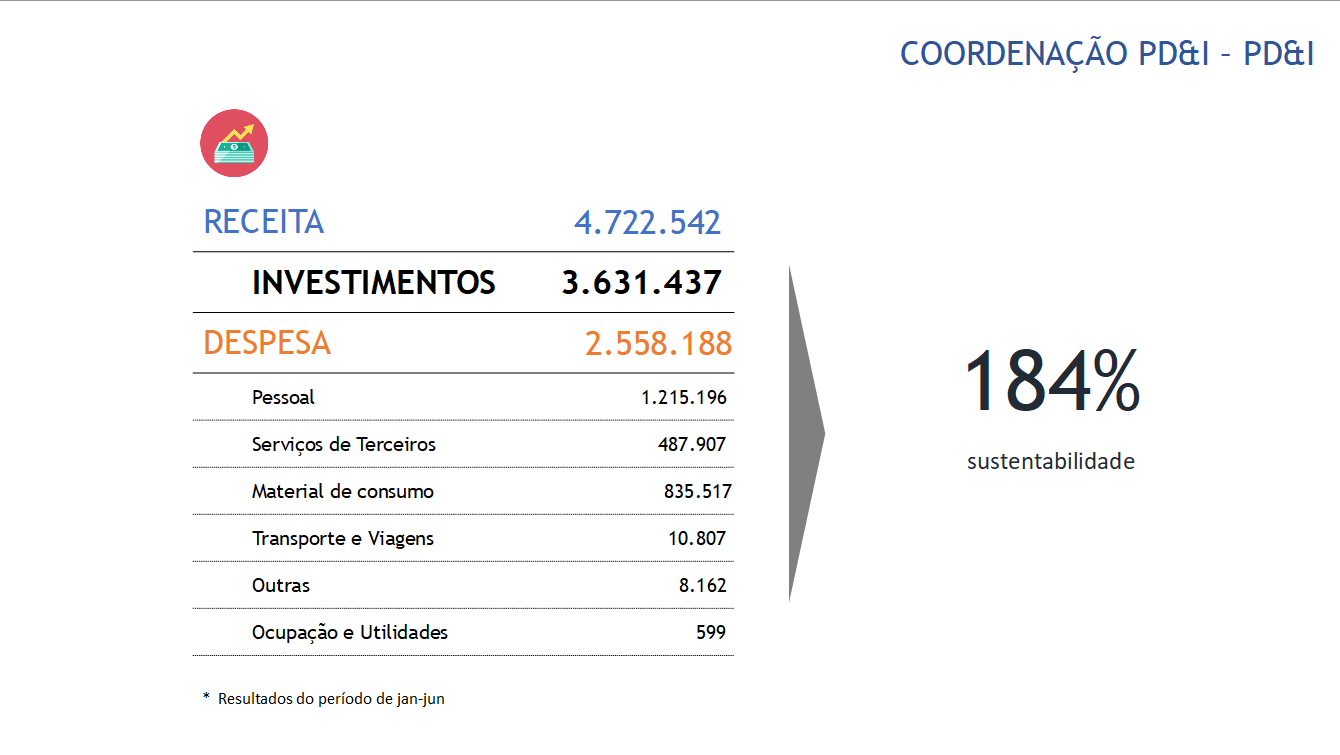 COORDENAÇÃO PD&I – PD&I
RECEITA 4.722.542
INVESTIMENTOS 3.631.437
DESPESA 2.558.188
Pessoal 1.215.196
Serviços de Terceiros 487.907
Material de consumo 835.517
Transporte e Viagens 10.807
Outras 8.162
Ocupação e Utilidades 599
184%
sustentabilidade
* Resultados do período de jan-jun